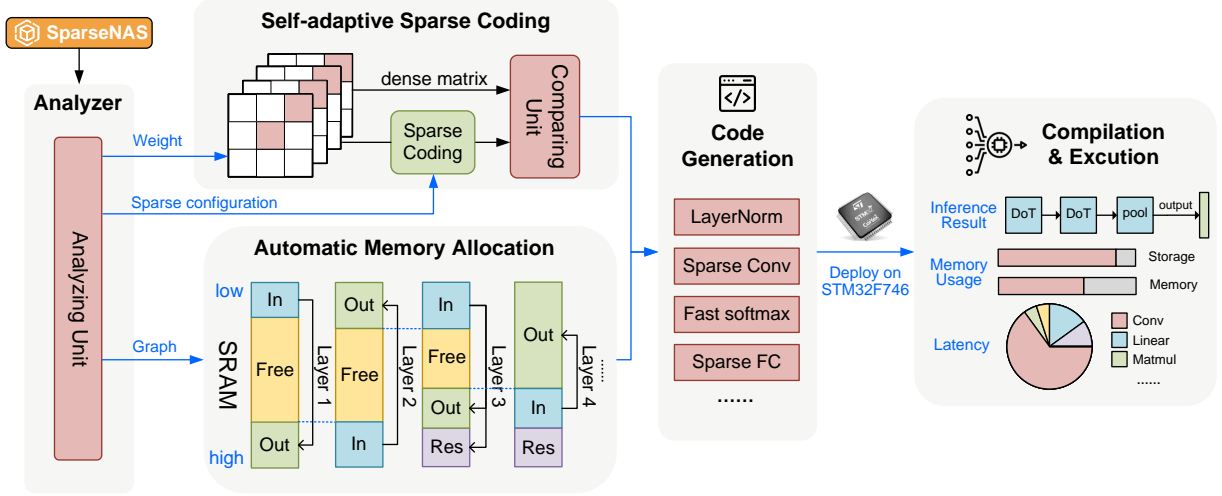 SparseNAS
Analyzer
Analyzing Unit
Weight
Sparse configuration
Graph
Self-adaptive Sparse Coding
dense matrix
Sparse
Coding
Comparing
Unit
Automatic Memory Allocation
low
SRAM
high
In
Free
Out
Layer 1
Out
Free
In
Layer 2
In
Free
Out
Res
Layer 3
Out
In
Res
Layer 4
......
Code
Generation
LayerNorm
Sparse Conv
Fast softmax
Sparse FC
......
STM32
Cortex
Deploy on
STM32F746
Compilation
& Excution
Inference
Result
DoT
DoT
pool
output
Memory
Usage
Storage
Memory
Latency
Conv
Linear
Matmul
......